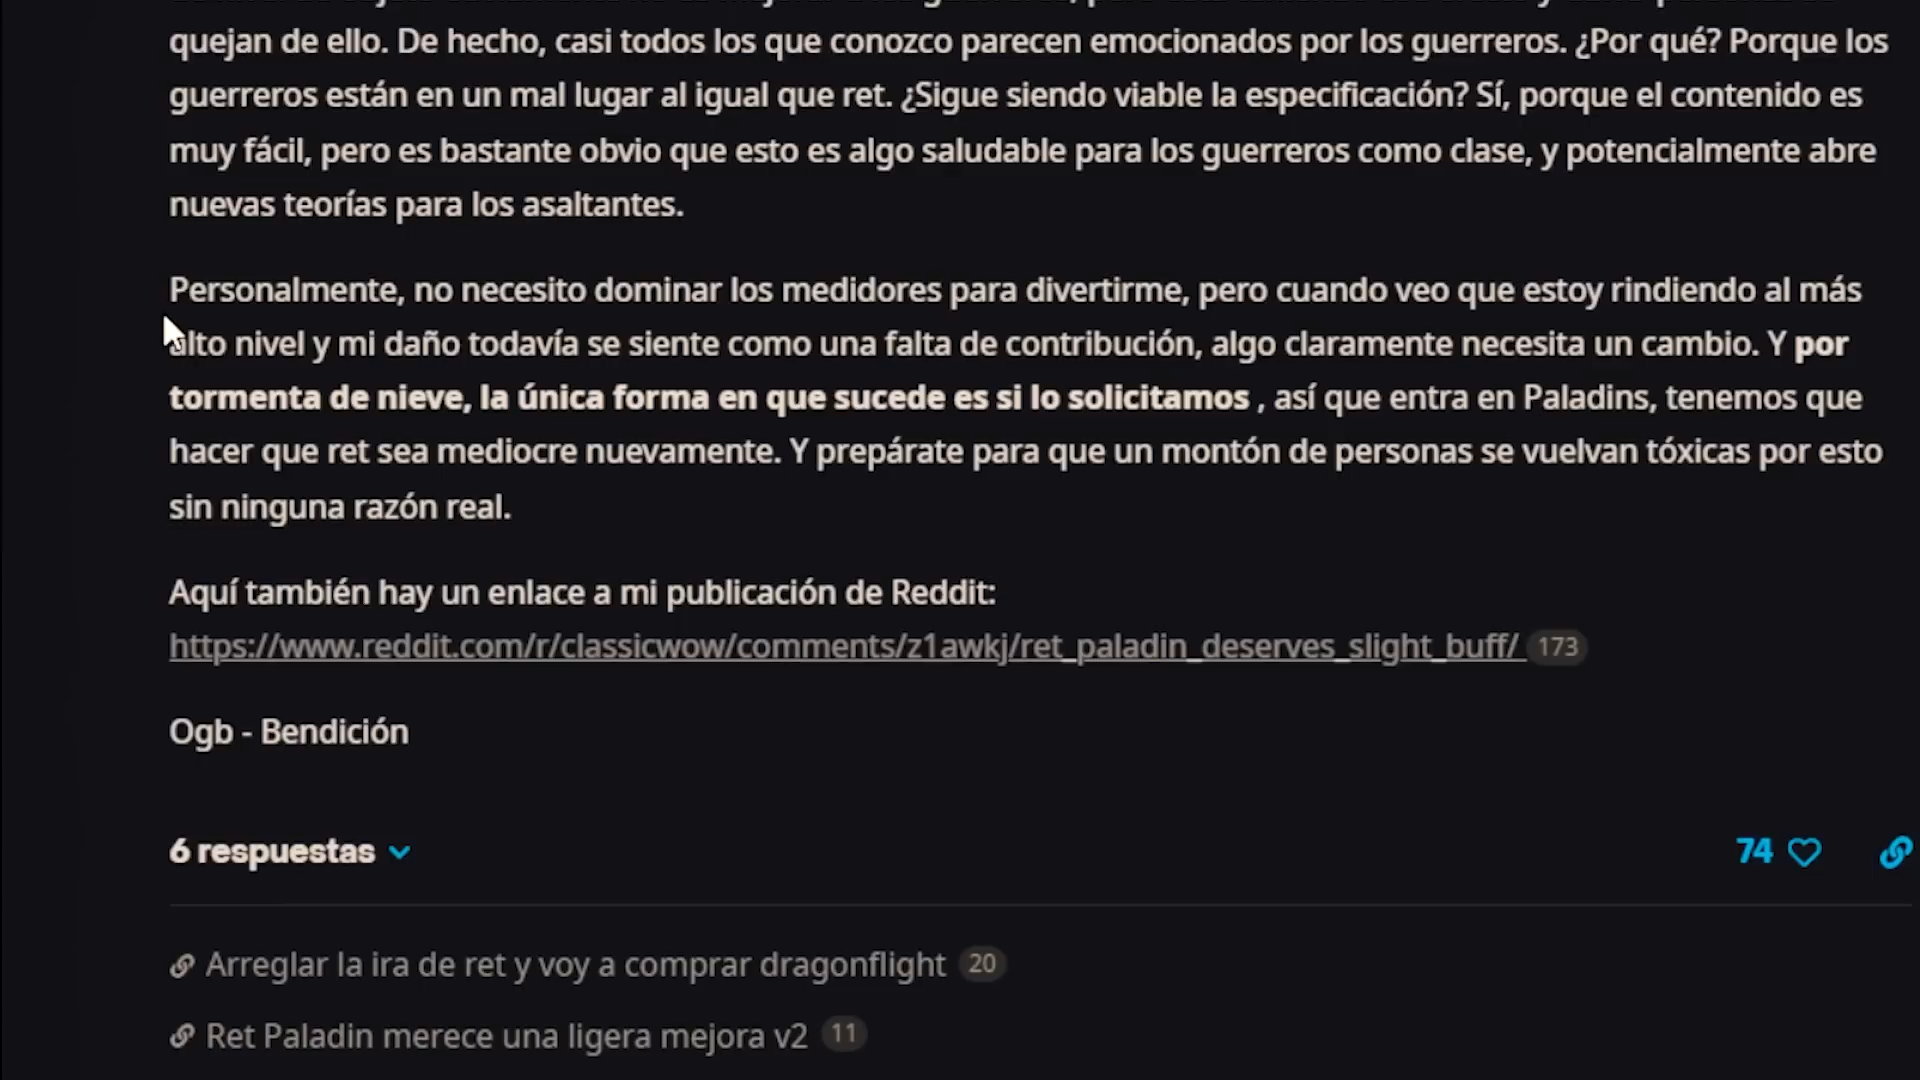 quejan de ello. De hecho, casi todos los que conozco parecen emocionados por los guerreros. ¿Por qué? Porque los
guerreros están en un mal lugar al igual que ret. ¿Sigue siendo viable la especificación? Sí, porque el contenido es
muy fácil, pero es bastante obvio que esto es algo saludable para los guerreros como clase, y potencialmente abre
nuevas teorías para los asaltantes.
Personalmente, no necesito dominar los medidores para divertirme, pero cuando veo que estoy rindiendo al más
alto nivel y mi daño todavía se siente como una falta de contribución, algo claramente necesita un cambio. Y por
tormenta de nieve, la única forma en que sucede es si lo solicitamos , así que entra en Paladins, tenemos que
hacer que ret sea mediocre nuevamente. Y prepárate para que un montón de personas se vuelvan tóxicas por esto
sin ninguna razón real.
Aquí también hay un enlace a mi publicación de Reddit:
https://www.reddit.com/r/classicwow/comments/z1awkj/ret_paladin_deserves_slight_buff/ 173
Ogb - Bendición
6 respuestas 74
Arreglar la ira de ret y voy a comprar dragonflight 20
Ret Paladin merece una ligera mejora v2 11